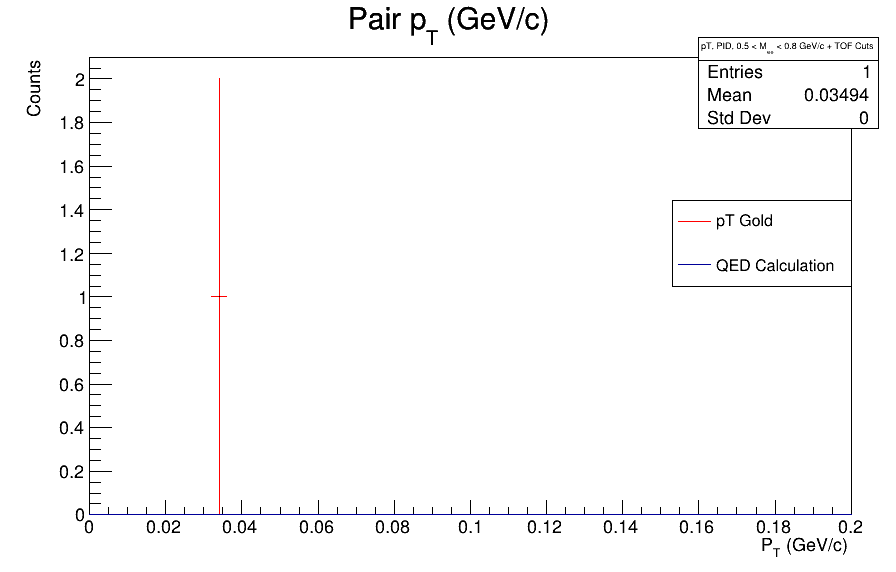 Pair pT (GeV/c)
pT, PID, 0.5 < Mee < 0.8 GeV/c + TOF Cuts
Entries 1
Mean 0.03494
Std Dev 0
Counts
2
1.8
1.6
1.4
1.2
1
0.8
0.6
0.4
0.2
0
pT Gold
QED Calculation
0 0.02 0.04 0.06 0.08 0.1 0.12 0.14 0.16 0.18 0.2
PT (GeV/c)